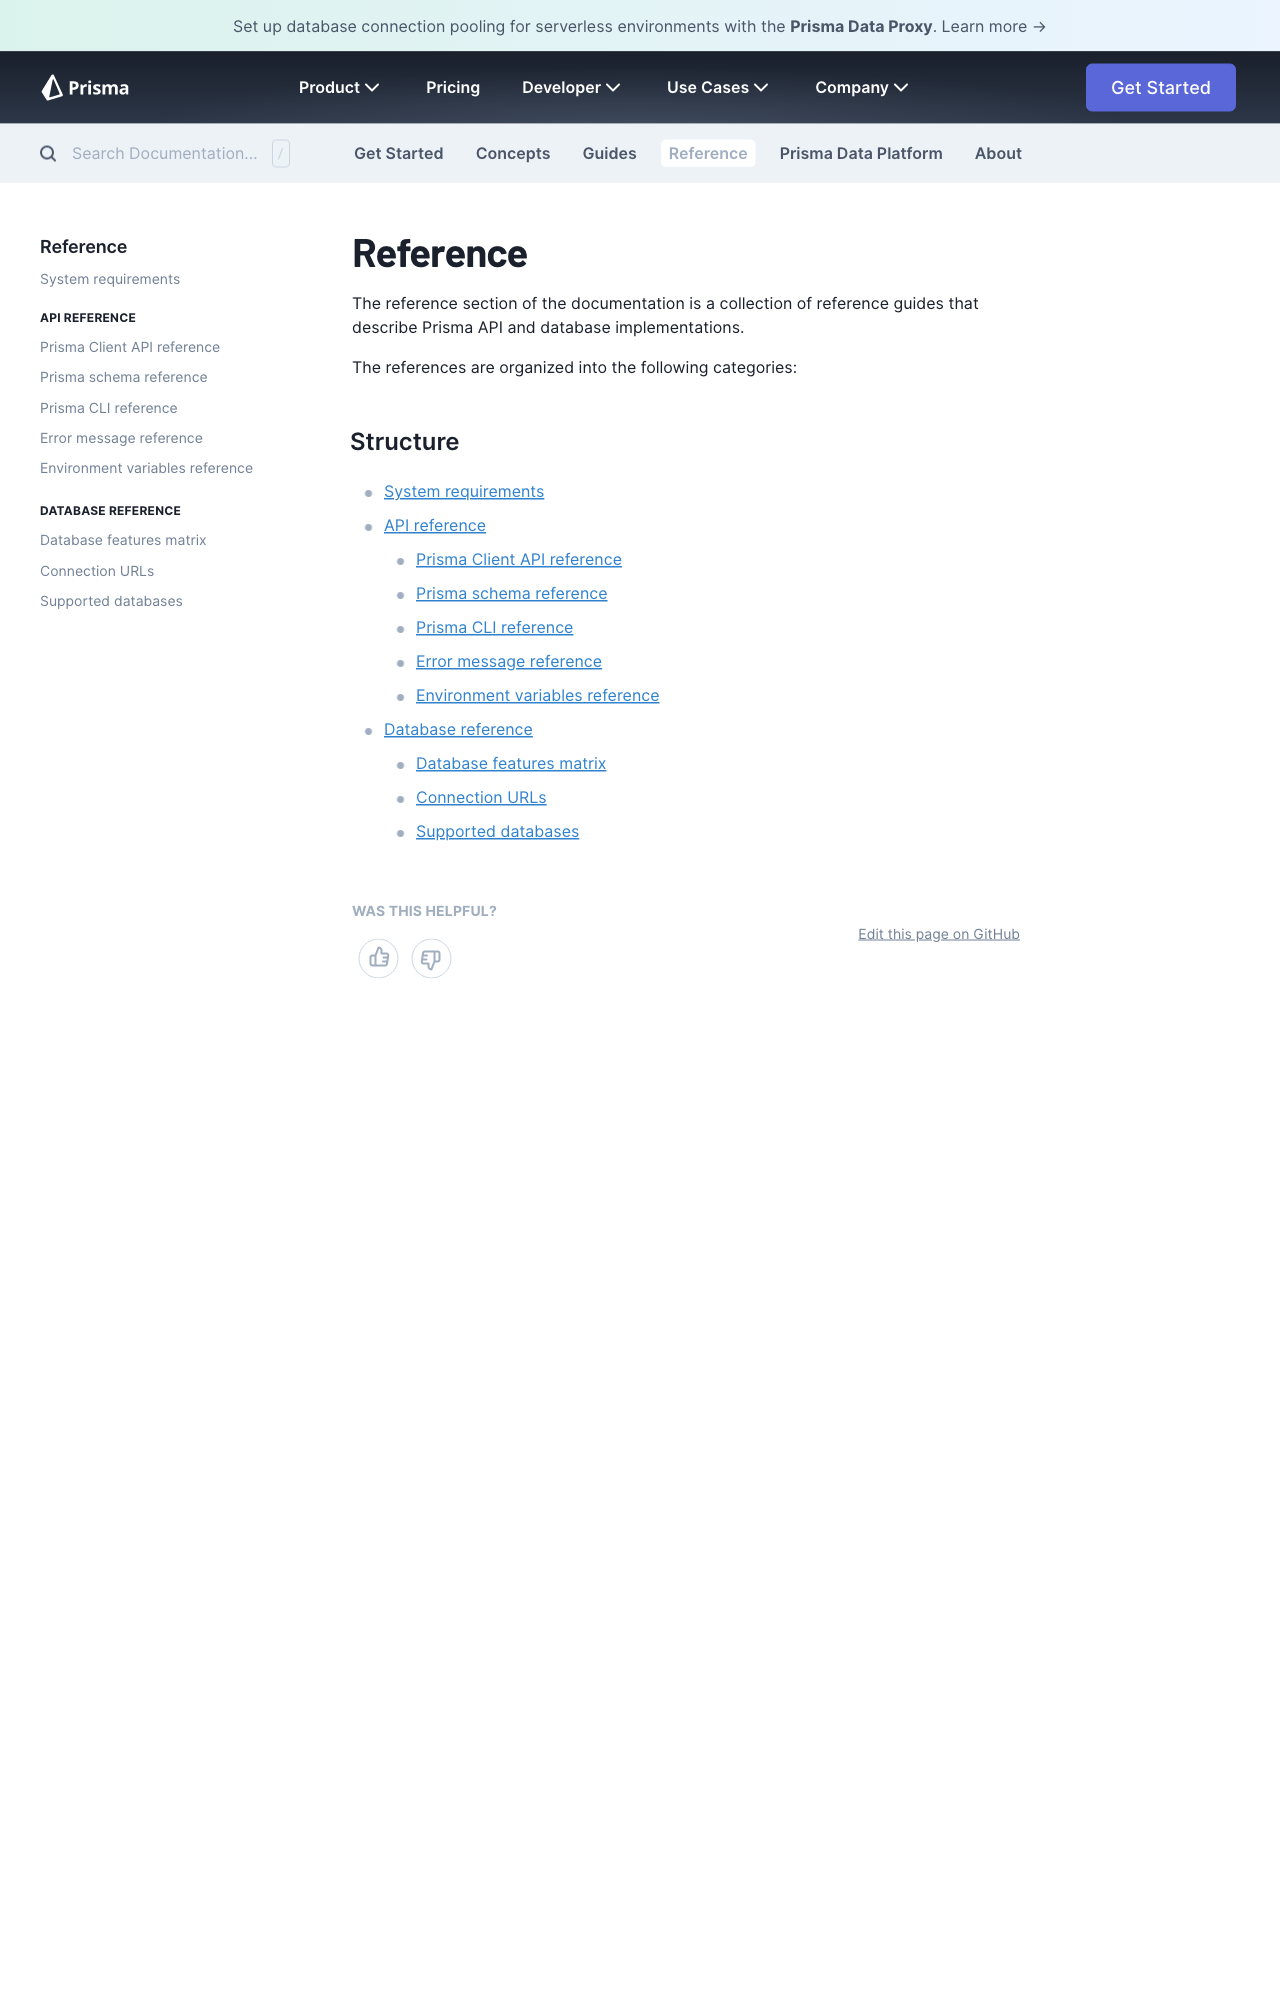 Set up database connection pooling for serverless environments with the Prisma Data Proxy. Learn more →
Prisma
Product
Pricing
Developer
Use Cases
Company
Get Started
Search Documentation...
/
Get Started
Concepts
Guides
Reference
Prisma Data Platform
About
Reference
System requirements
API REFERENCE
Prisma Client API reference
Prisma schema reference
Prisma CLI reference
Error message reference
Environment variables reference
DATABASE REFERENCE
Database features matrix
Connection URLs
Supported databases
Reference
The reference section of the documentation is a collection of reference guides that
describe Prisma API and database implementations.
The references are organized into the following categories:
Structure
System requirements
API reference
Prisma Client API reference
Prisma schema reference
Prisma CLI reference
Error message reference
Environment variables reference
Database reference
Database features matrix
Connection URLs
Supported databases
WAS THIS HELPFUL?
Edit this page on GitHub